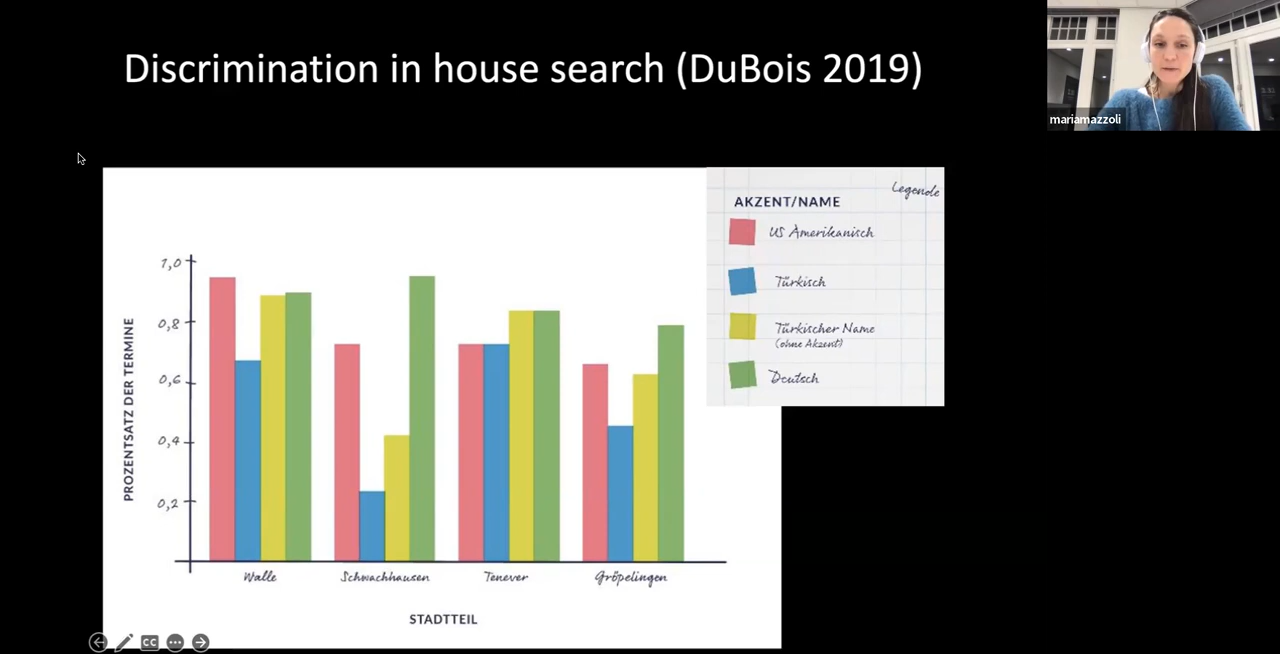 Discrimination in house search (DuBois 2019)
mariamazzoli
Legende
AKZENT/NAME
US Amerikanisch
Türkisch
Türkischer Name
(ohne Akzent)
Deutsch
PROZENTSATZ DER TERMINE
1,0
0,8
0,6
0,4
0,2
Walle Schwachhausen Tenever Gröpelingen
STADTTEIL
CC